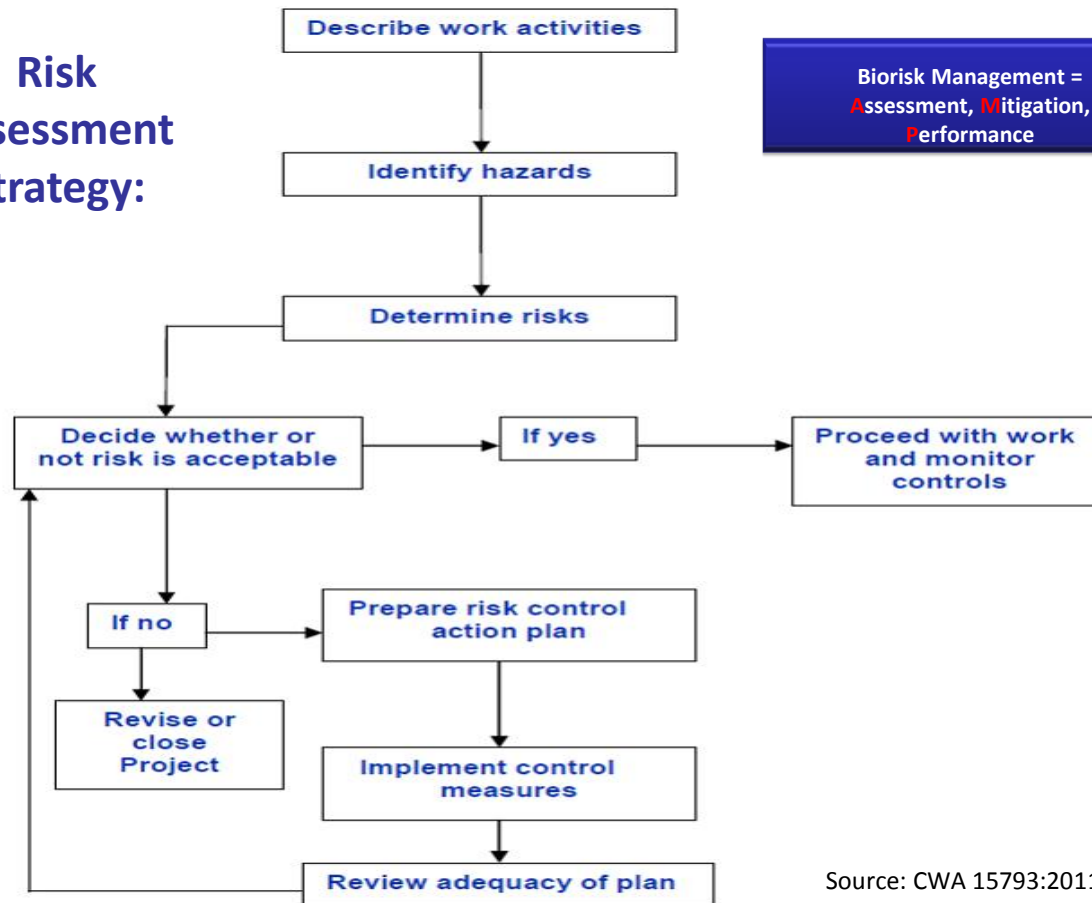 Risk
sessment
trategy:
Biorisk Management =
Assessment, Mitigation,
Performance
Describe work activities
Identify hazards
Determine risks
Decide whether or
not risk is acceptable
If yes
Proceed with work
and monitor
controls
If no
Prepare risk control
action plan
Revise or
close
Project
Implement control
measures
Review adequacy of plan
Source: CWA 15793:2011